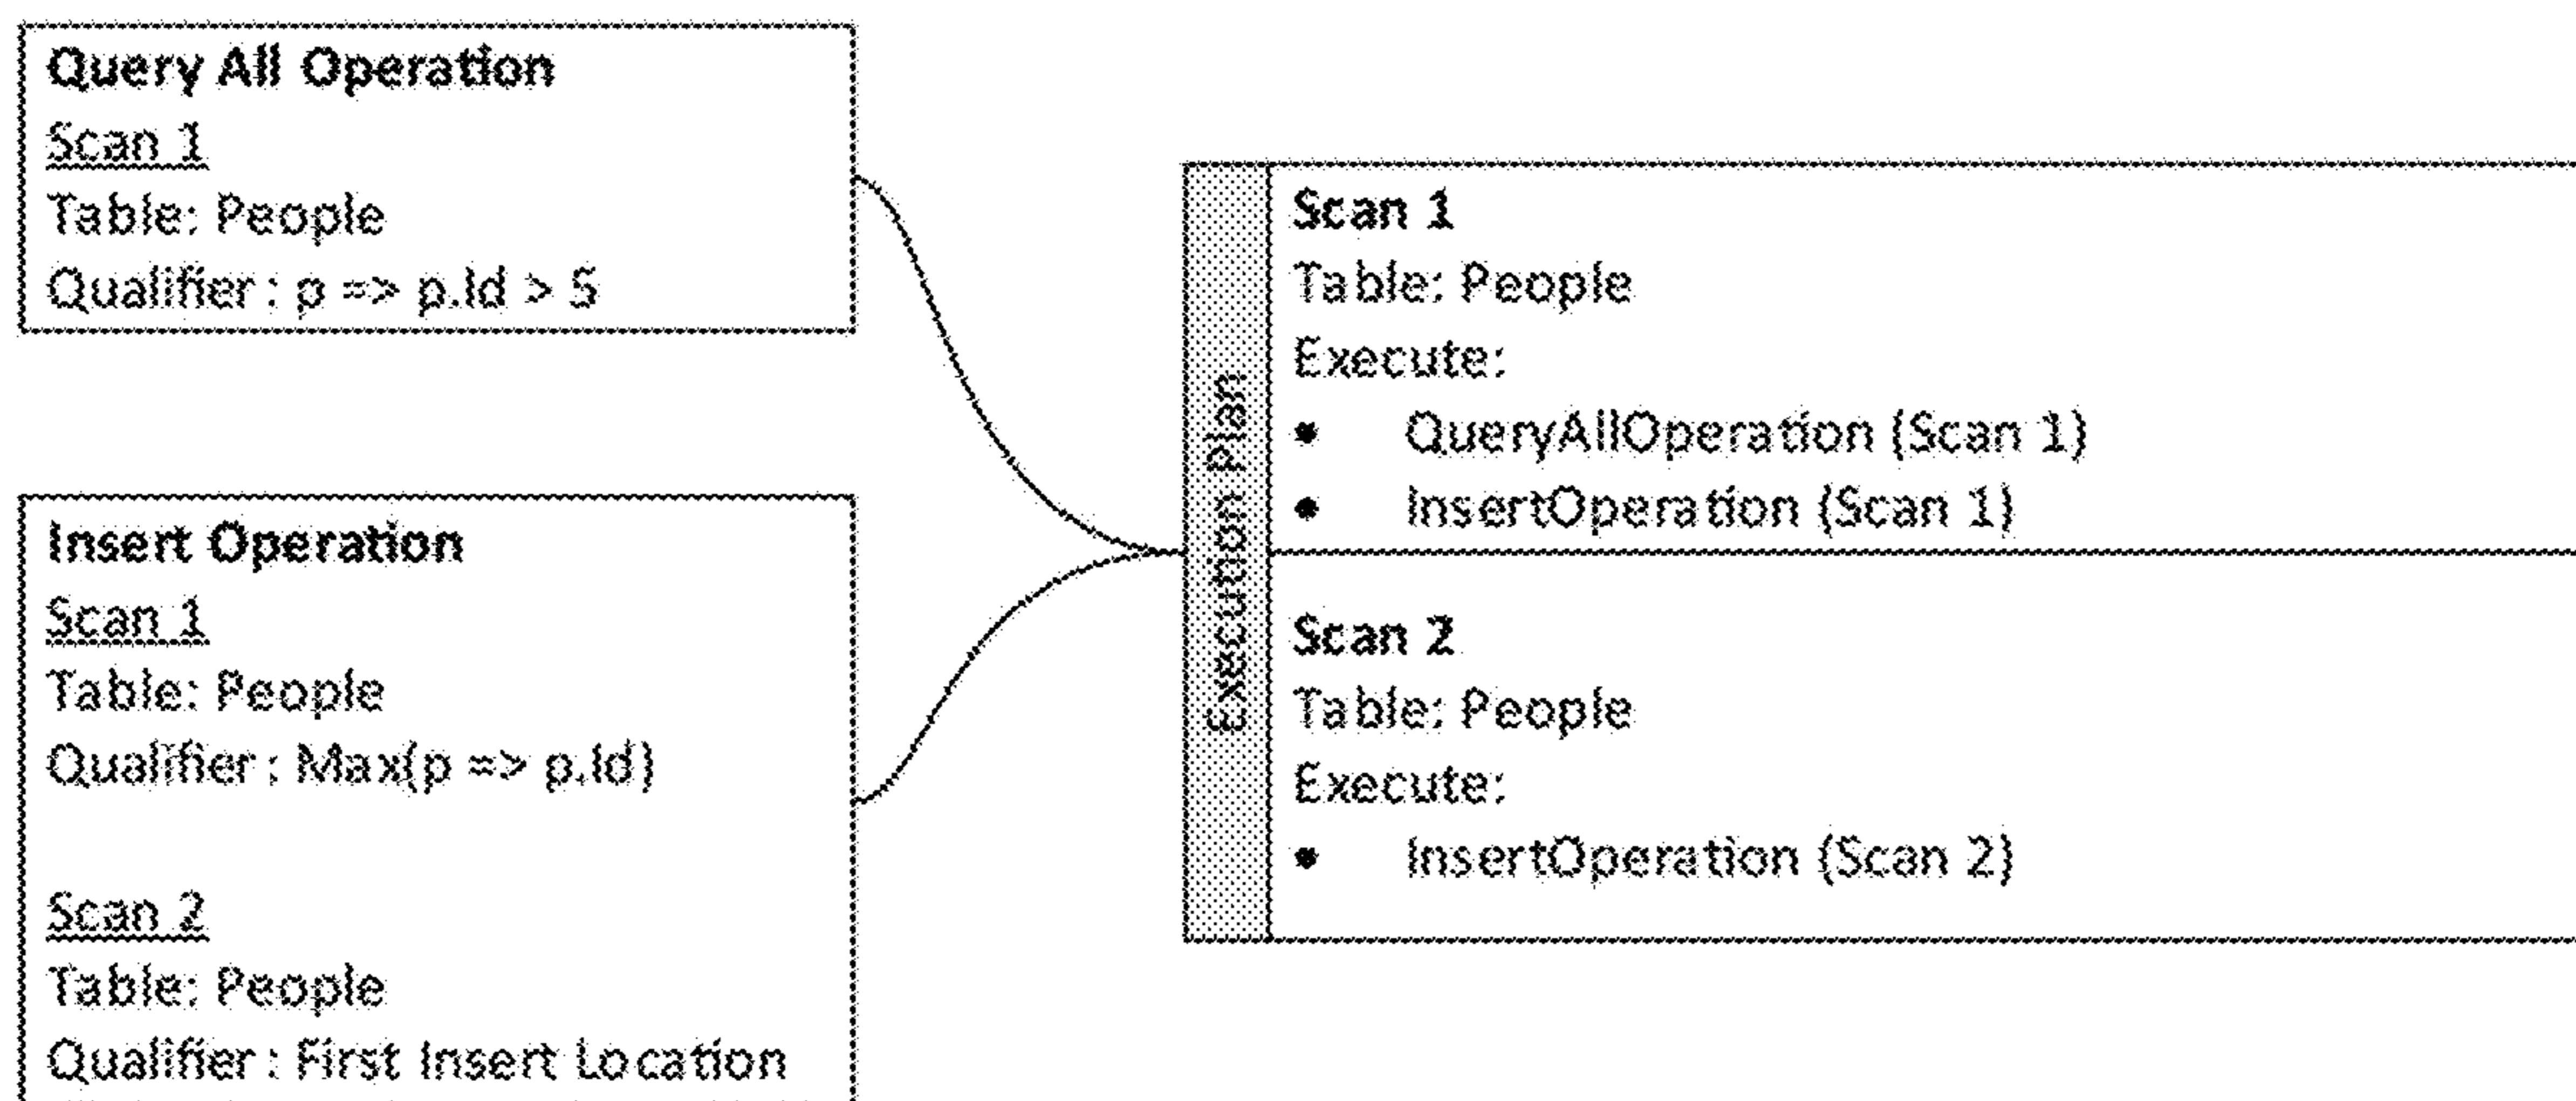 Query All Operation
Scan 1
Table: People
Qualifier : p => p.Id > 5
Insert Operation
Scan 1
Table: People
Qualifier : Max(p => p.Id)
Scan 2
Table: People
Qualifier : First Insert Location
Execution Plan
Scan 1
Table: People
Execute:
• QueryAllOperation (Scan 1)
• InsertOperation (Scan 1)
Scan 2
Table: People
Execute:
• InsertOperation (Scan 2)